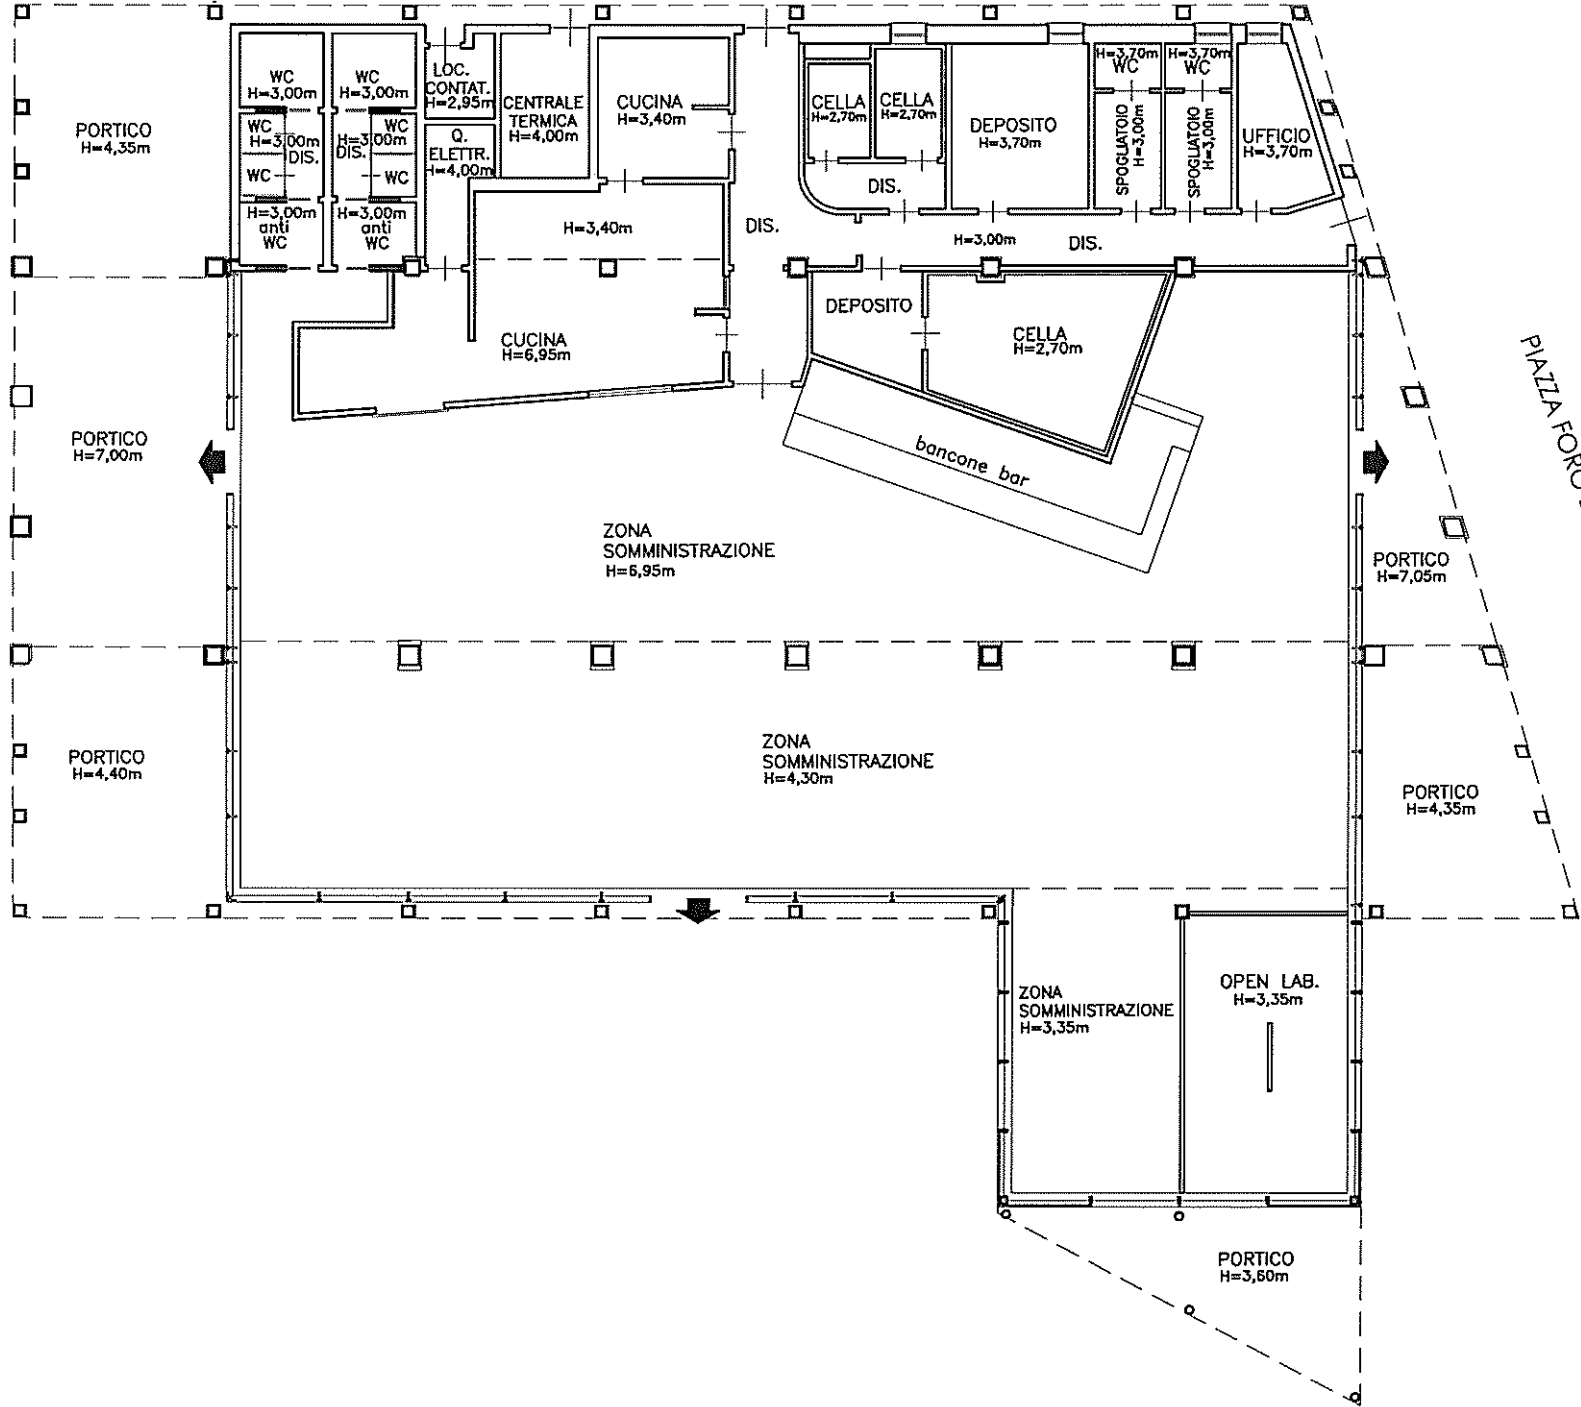 PORTICO
H=4,35m
WC
H=3,00m
WC
H=3,00m
WC
H=3,00m
DIS.
WC
WC
H=3,00m
DIS.
WC
H=3,00m
anti
WC
H=3,00m
anti
WC
LOC.
CONTAT.
H=2,95m
Q.
ELETTR.
H=4,00m
CENTRALE
TERMICA
H=4,00m
CUCINA
H=3,40m
H=3,40m
DIS.
CELLA
H=2,70m
CELLA
H=2,70m
DIS.
DEPOSITO
H=3,70m
H=3,70m
WC
H=3,70m
WC
SPOGLIATOIO
H=3,00m
SPOGLIATOIO
H=3,00m
UFFICIO
H=3,70m
H=3,00m
DIS.
CUCINA
H=6,95m
DEPOSITO
CELLA
H=2,70m
bancone bar
PIAZZA FORO
PORTICO
H=7,00m
ZONA
SOMMINISTRAZIONE
H=6,95m
PORTICO
H=7,05m
PORTICO
H=4,40m
ZONA
SOMMINISTRAZIONE
H=4,30m
PORTICO
H=4,35m
ZONA
SOMMINISTRAZIONE
H=3,35m
OPEN LAB.
H=3,35m
PORTICO
H=3,60m